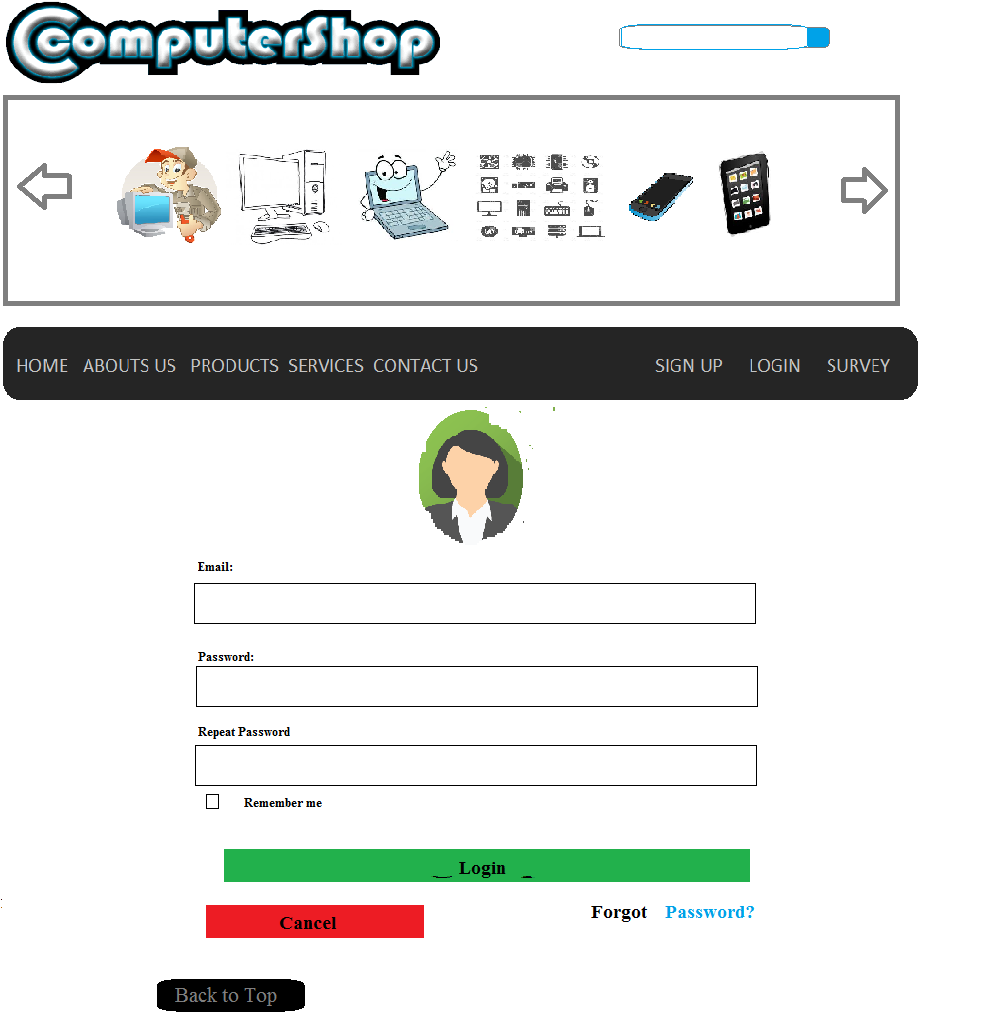 ComputerShop
HOME ABOUTS US PRODUCTS SERVICES CONTACT US SIGN UP LOGIN SURVEY
Email:
Password:
Repeat Password
Remember me
Login
Cancel
Forgot Password?
Back to Top